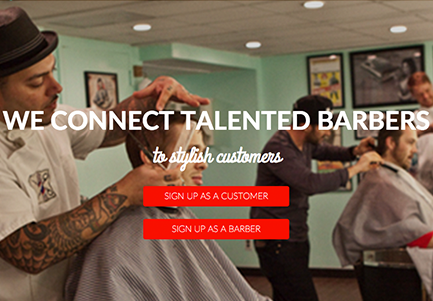 WE CONNECT TALENTED BARBERS
to stylish customers
SIGN UP AS A CUSTOMER
SIGN UP AS A BARBER